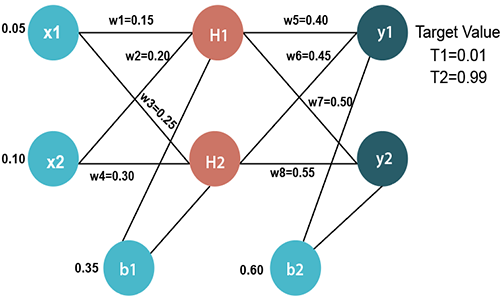 0.05 x1 w1=0.15 H1 w5=0.40 y1 Target Value
T1=0.01
T2=0.99
w2=0.20 w6=0.45
w3=0.25 w7=0.50
0.10 x2 w4=0.30 H2 w8=0.55 y2
0.35 b1 0.60 b2